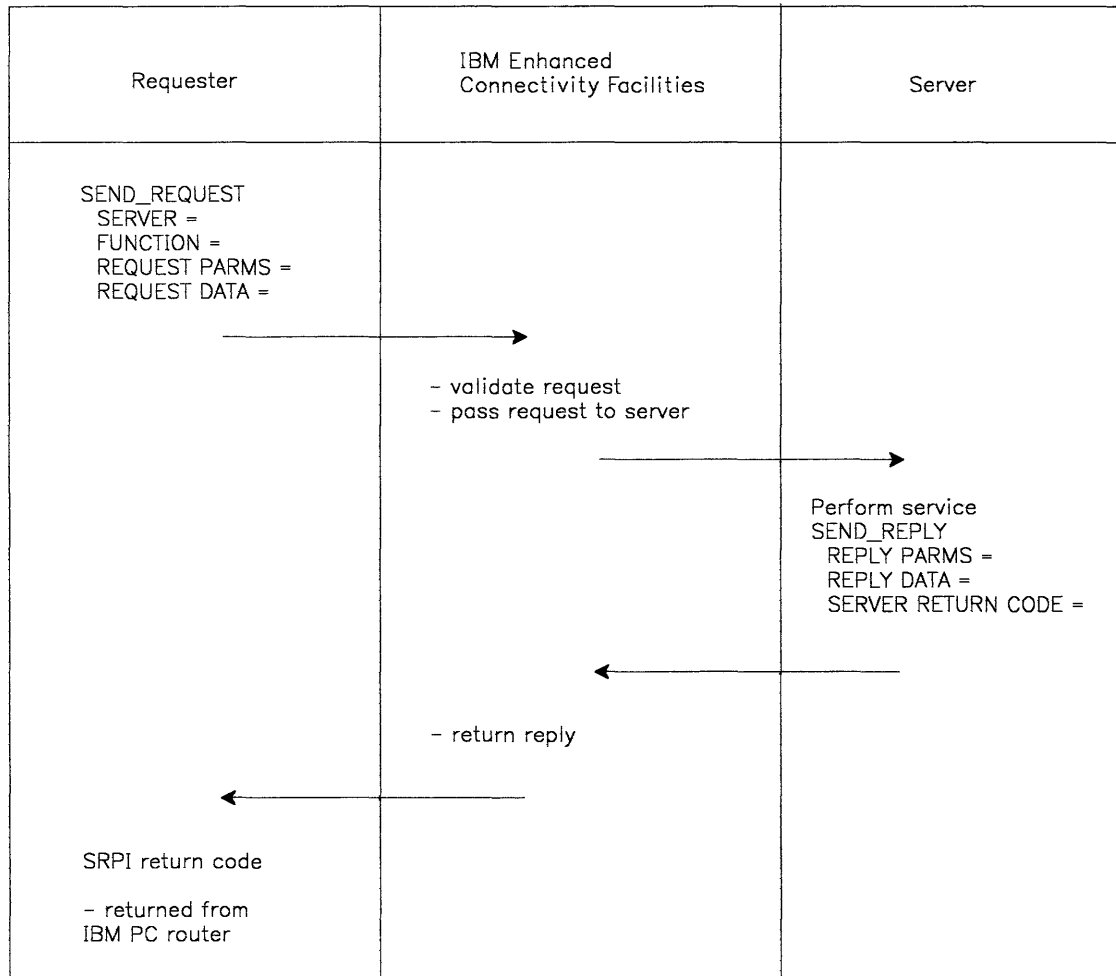 Requester
IBM Enhanced
Connectivity Facilities
Server
SEND_REQUEST
SERVER =
FUNCTION =
REQUEST PARMS =
REQUEST DATA =
- validate request
- pass request to server
Perform service
SEND_REPLY
REPLY PARMS =
REPLY DATA =
SERVER RETURN CODE =
- return reply
SRPI return code
- returned from
IBM PC router